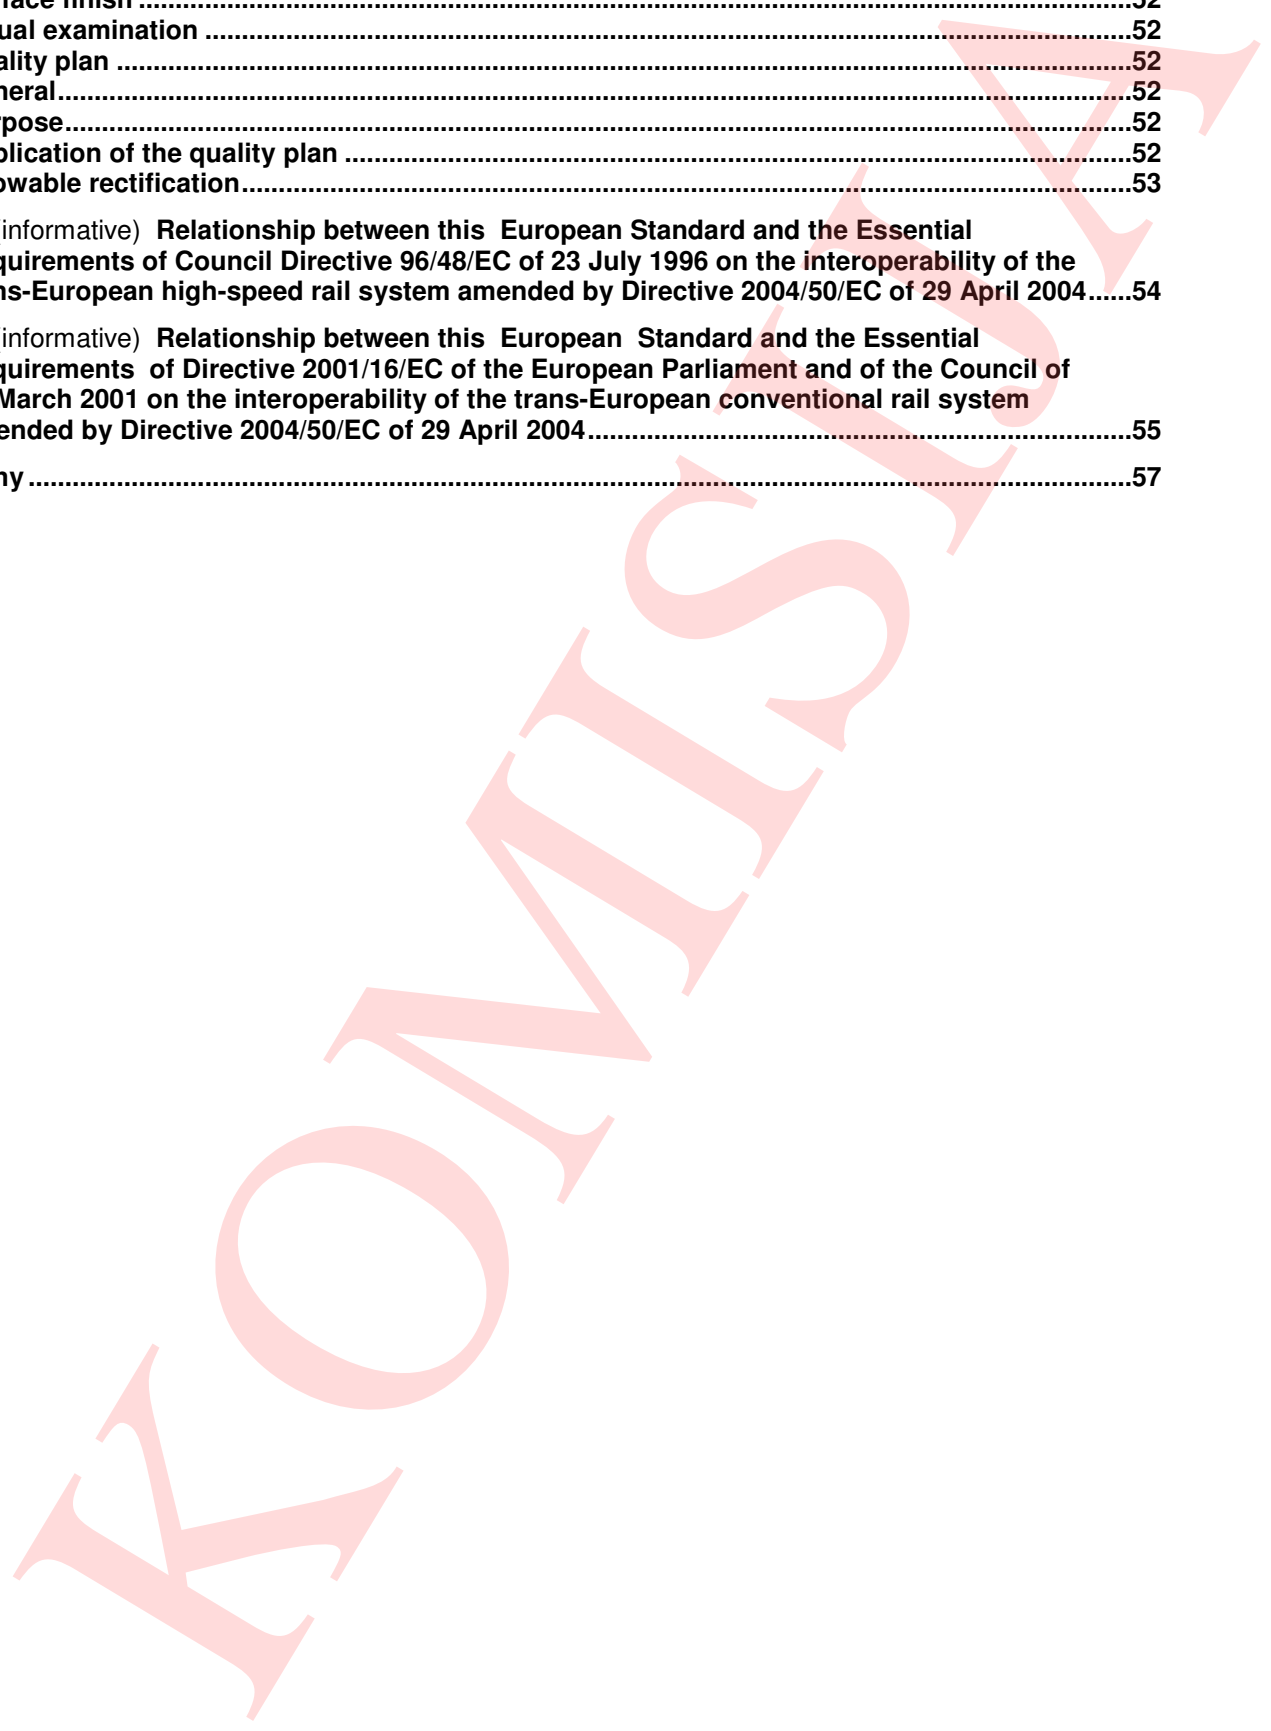 face finish ....................................................................................................................................52
ual examination ............................................................................................................................52
ality plan ........................................................................................................................................52
neral................................................................................................................................................52
rpose...............................................................................................................................................52
plication of the quality plan .........................................................................................................52
owable rectification.......................................................................................................................53
(informative) Relationship between this European Standard and the Essential
quirements of Council Directive 96/48/EC of 23 July 1996 on the interoperability of the
ns-European high-speed rail system amended by Directive 2004/50/EC of 29 April 2004......54
(informative) Relationship between this European Standard and the Essential
quirements of Directive 2001/16/EC of the European Parliament and of the Council of
March 2001 on the interoperability of the trans-European conventional rail system
ended by Directive 2004/50/EC of 29 April 2004..........................................................................55
hy ....................................................................................................................................................57
KOMISIJA